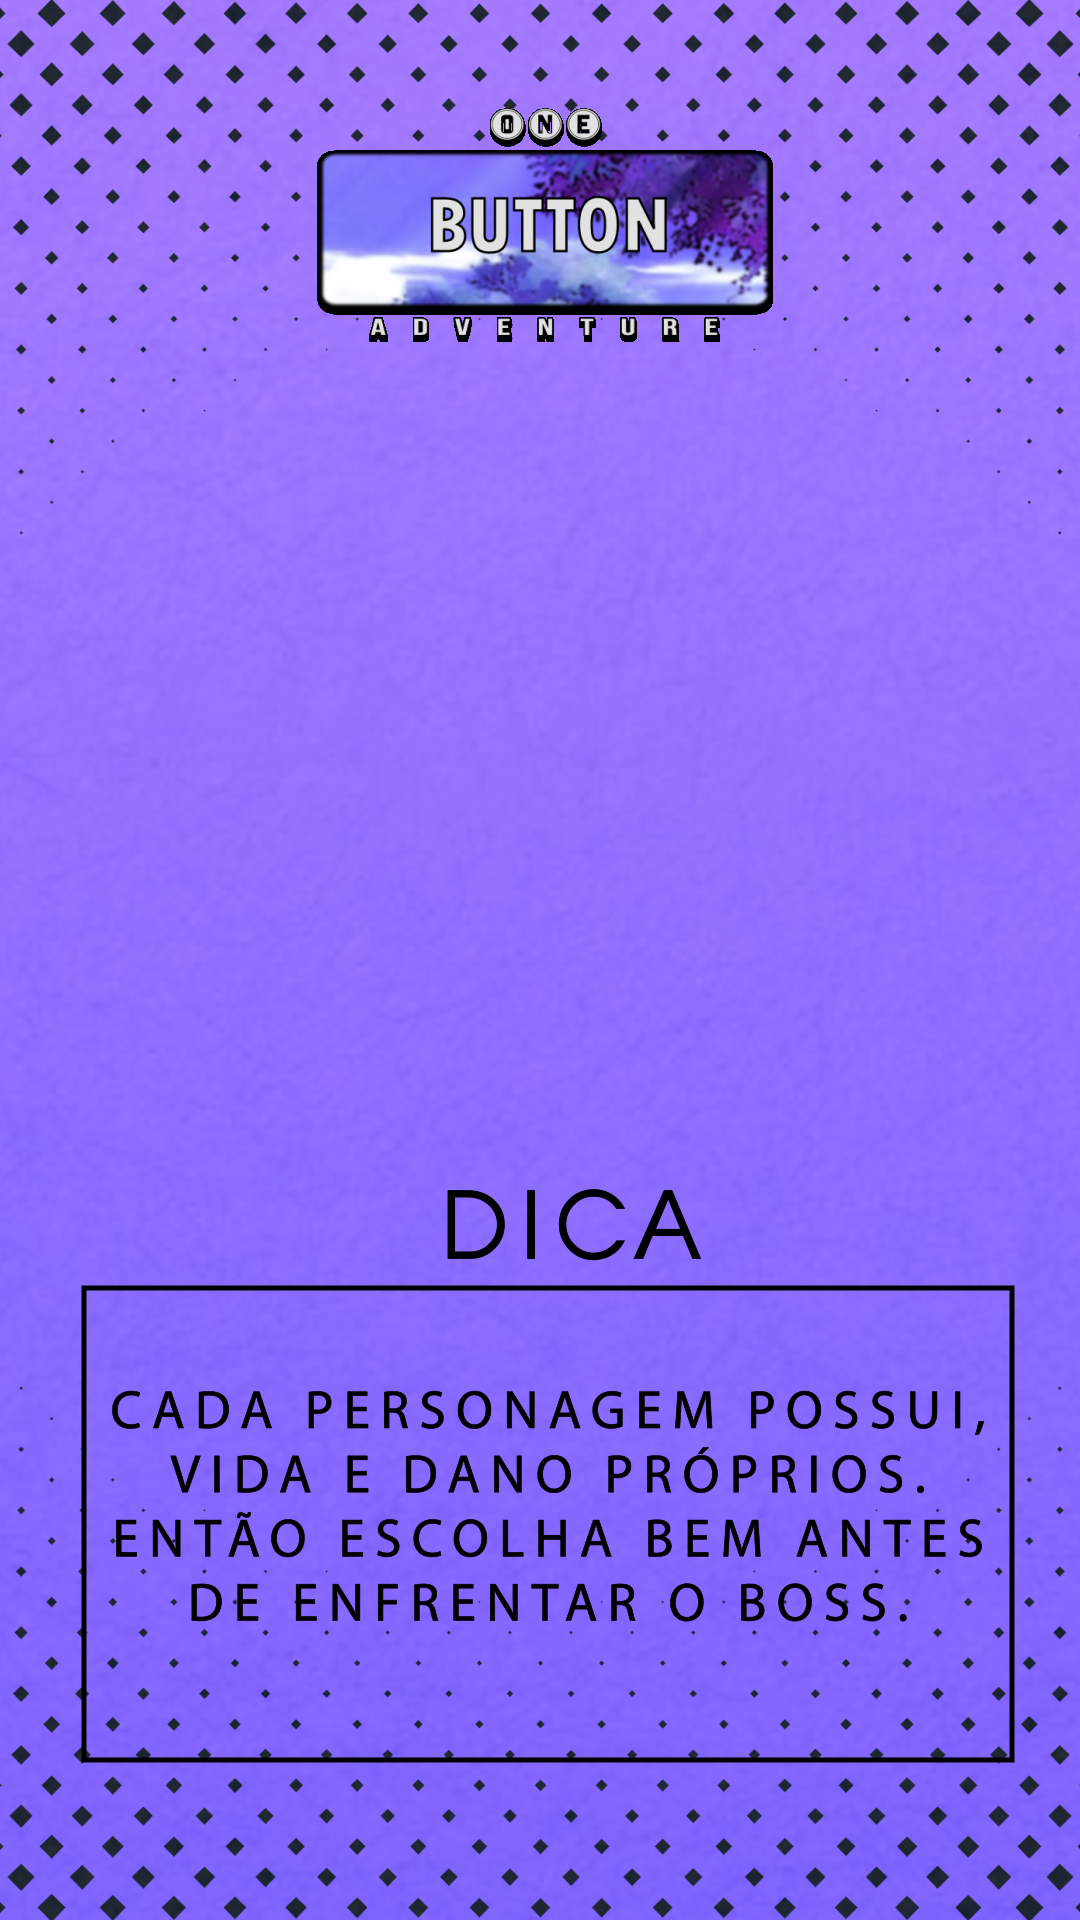 ONE
BUTTON
ADVENTURE
DICA
CADA PERSONAGEM POSSUI,
VIDA E DANO PRÓPRIOS.
ENTÃO ESCOLHA BEM ANTES
DE ENFRENTAR O BOSS.